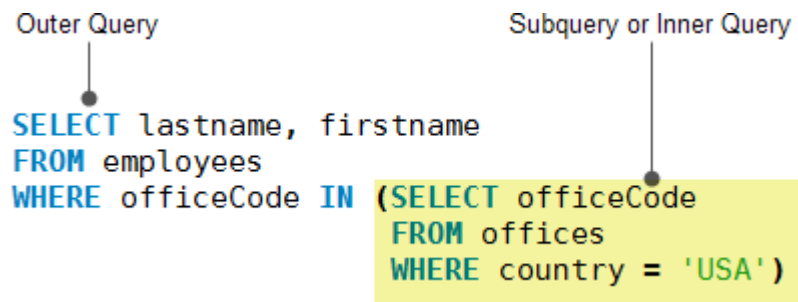 Outer Query
Subquery or Inner Query
SELECT lastname, firstname
FROM employees
WHERE officeCode IN (SELECT officeCode
FROM offices
WHERE country = 'USA')